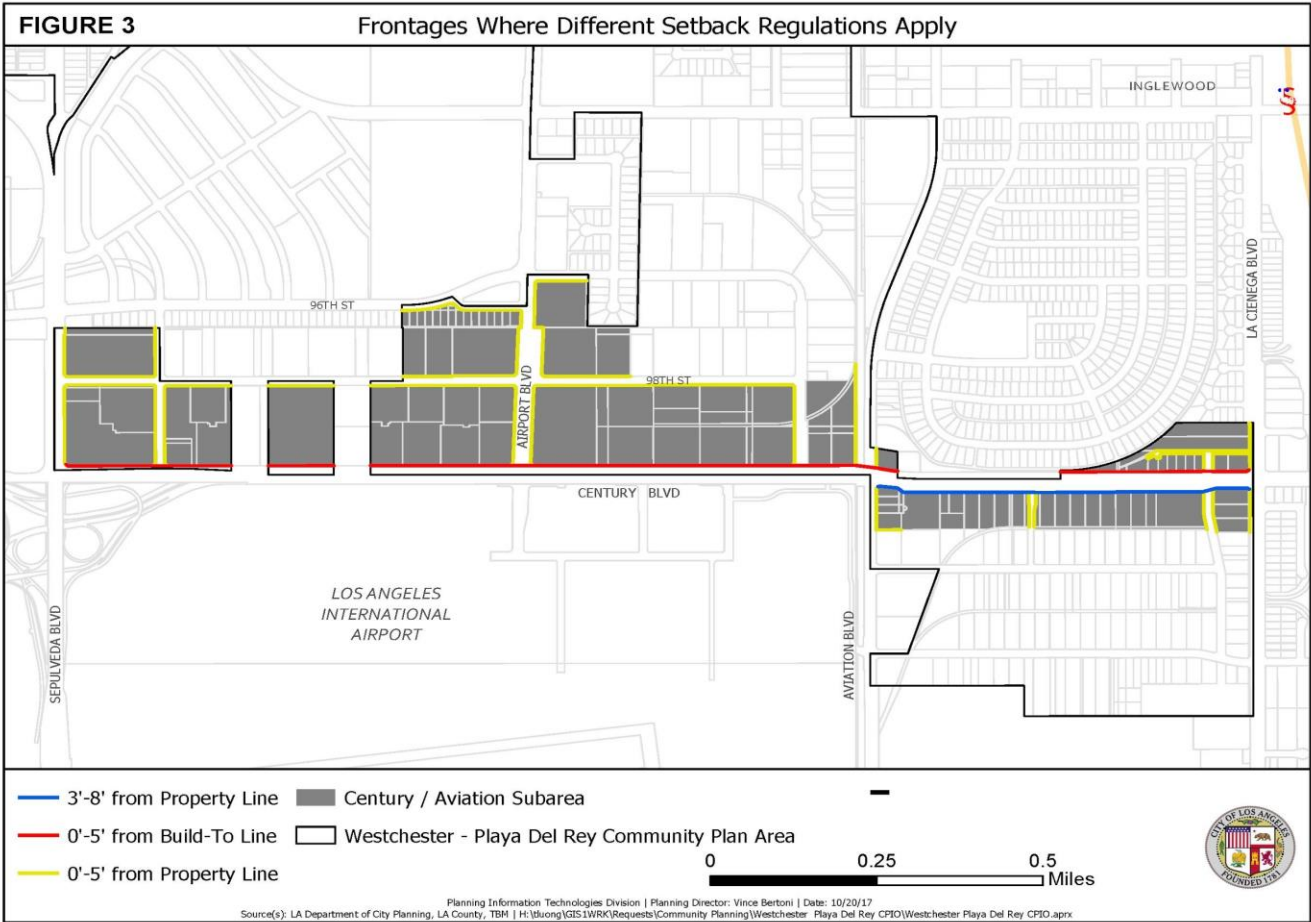 FIGURE 3
Frontages Where Different Setback Regulations Apply
INGLEWOOD
LA CIENEGA BLVD
96TH ST
98TH ST
AIRPORT BLVD
CENTURY BLVD
LOS ANGELES
INTERNATIONAL
AIRPORT
SEPULVEDA BLVD
AVIATION BLVD
3'-8' from Property Line
Century / Aviation Subarea
0'-5' from Build-To Line
Westchester - Playa Del Rey Community Plan Area
0'-5' from Property Line
0 0.25 0.5
Miles
CITY OF LOS ANGELES
FOUNDED 1781
Planning Information Technologies Division | Planning Director: Vince Bertoni | Date: 10/20/17
Source(s): LA Department of City Planning, LA County, TBM | H:\tluong\GIS1WRK\Requests\Community Planning\Westchester Playa Del Rey CPIO\Westchester Playa Del Rey CPIO.aprx